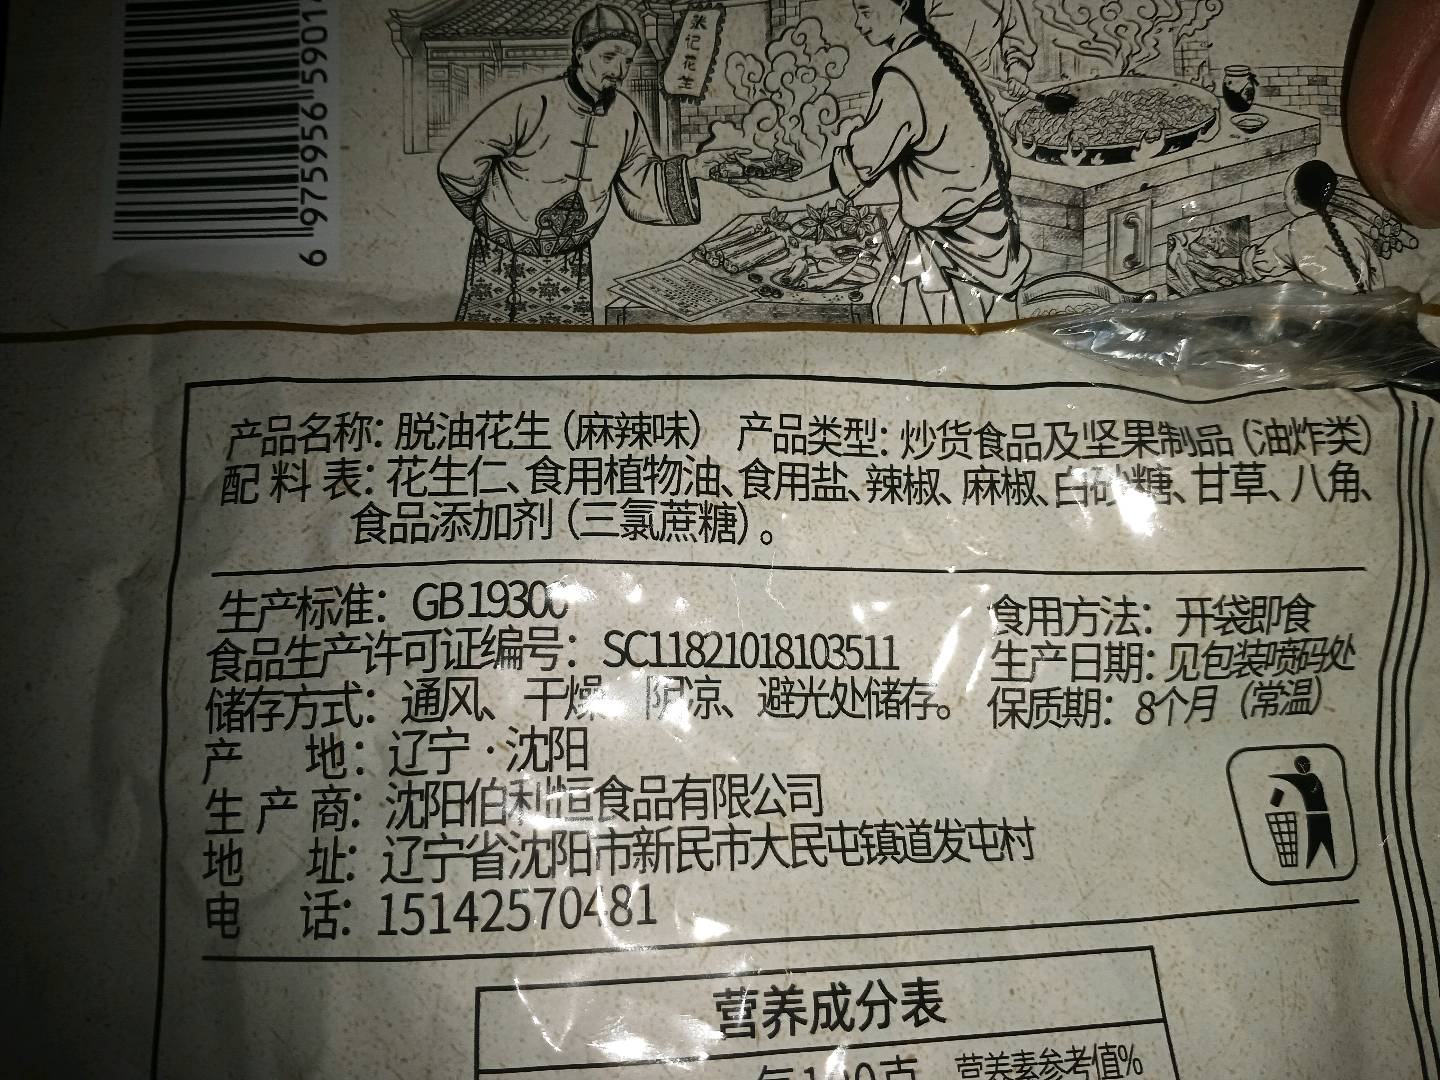 6 975956 5901
花生
产品名称：脱油花生（麻辣味） 产品类型：炒货食品及坚果制品（油炸类）
配料表：花生仁、食用植物油、食用盐、辣椒、麻椒、白砂糖、甘草、八角、
食品添加剂（三氯蔗糖）。
生产标准：GB19300 食用方法：开袋即食
食品生产许可证编号：SC11821018103511 生产日期：见包装喷码处
储存方式：通风、干燥、阴凉、避光处储存。 保质期：8个月（常温）
产地：辽宁·沈阳
生产商：沈阳伯利恒食品有限公司
地址：辽宁省沈阳市新民市大民屯镇道发屯村
电话：15142570481
营养成分表
营养素参考值%